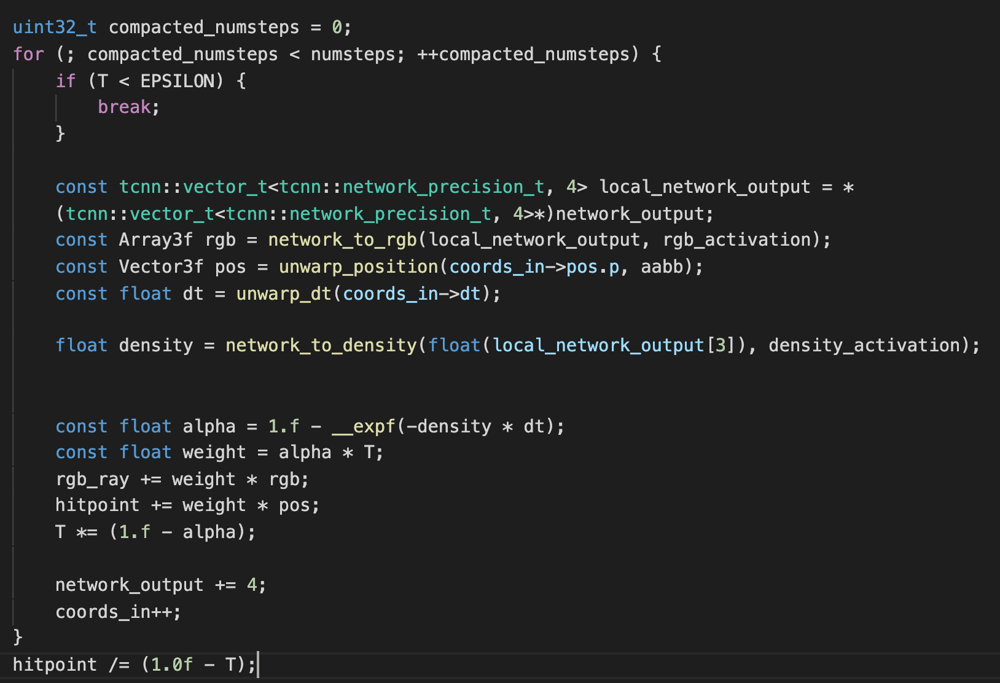 uint32_t compacted_numsteps = 0;
for (; compacted_numsteps < numsteps; ++compacted_numsteps) {
    if (T < EPSILON) {
        break;
    }
    const tcnn::vector_t<tcnn::network_precision_t, 4> local_network_output = *
    (tcnn::vector_t<tcnn::network_precision_t, 4>*)network_output;
    const Array3f rgb = network_to_rgb(local_network_output, rgb_activation);
    const Vector3f pos = unwarp_position(coords_in->pos.p, aabb);
    const float dt = unwarp_dt(coords_in->dt);
    float density = network_to_density(float(local_network_output[3]), density_activation);
    const float alpha = 1.f - __expf(-density * dt);
    const float weight = alpha * T;
    rgb_ray += weight * rgb;
    hitpoint += weight * pos;
    T *= (1.f - alpha);
    network_output += 4;
    coords_in++;
}
hitpoint /= (1.0f - T);